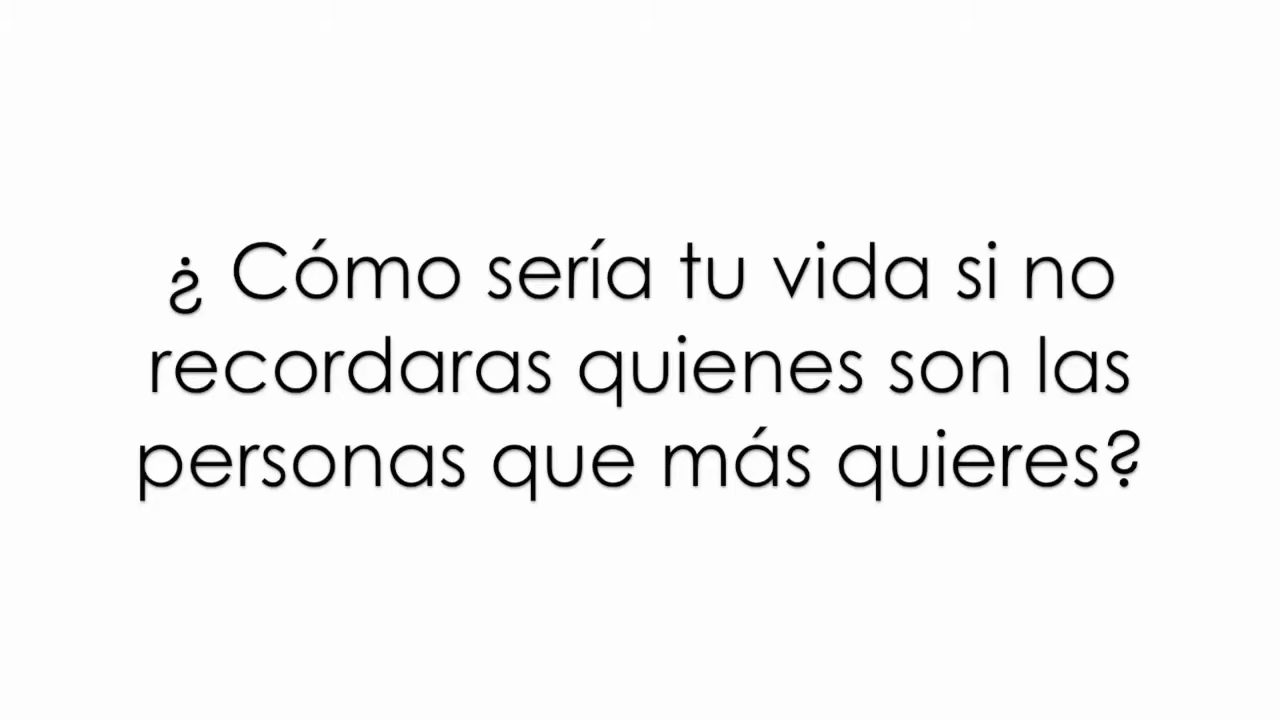 ¿ Cómo sería tu vida si no
recordaras quienes son las
personas que más quieres?